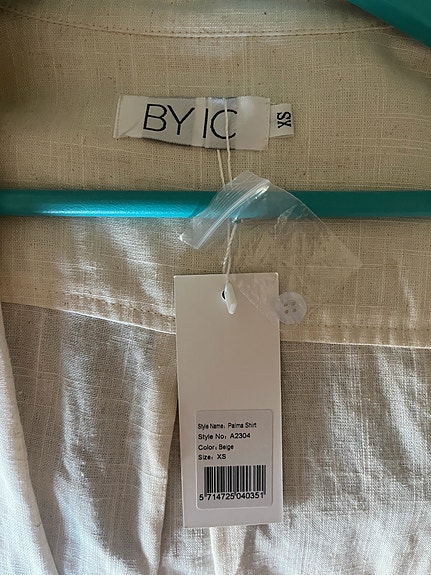 BY IC
XS
Style Name: Palma Shirt
Style No: A2304
Color: Beige
Size: XS
5 714725 040351